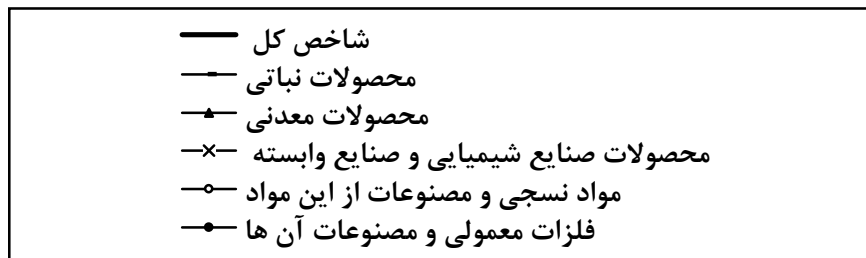 شاخص کل
محصولات نباتی
محصولات معدنی
محصولات صنایع شیمیایی و صنایع وابسته
مواد نسجی و مصنوعات از این مواد
فلزات معمولی و مصنوعات آن ها